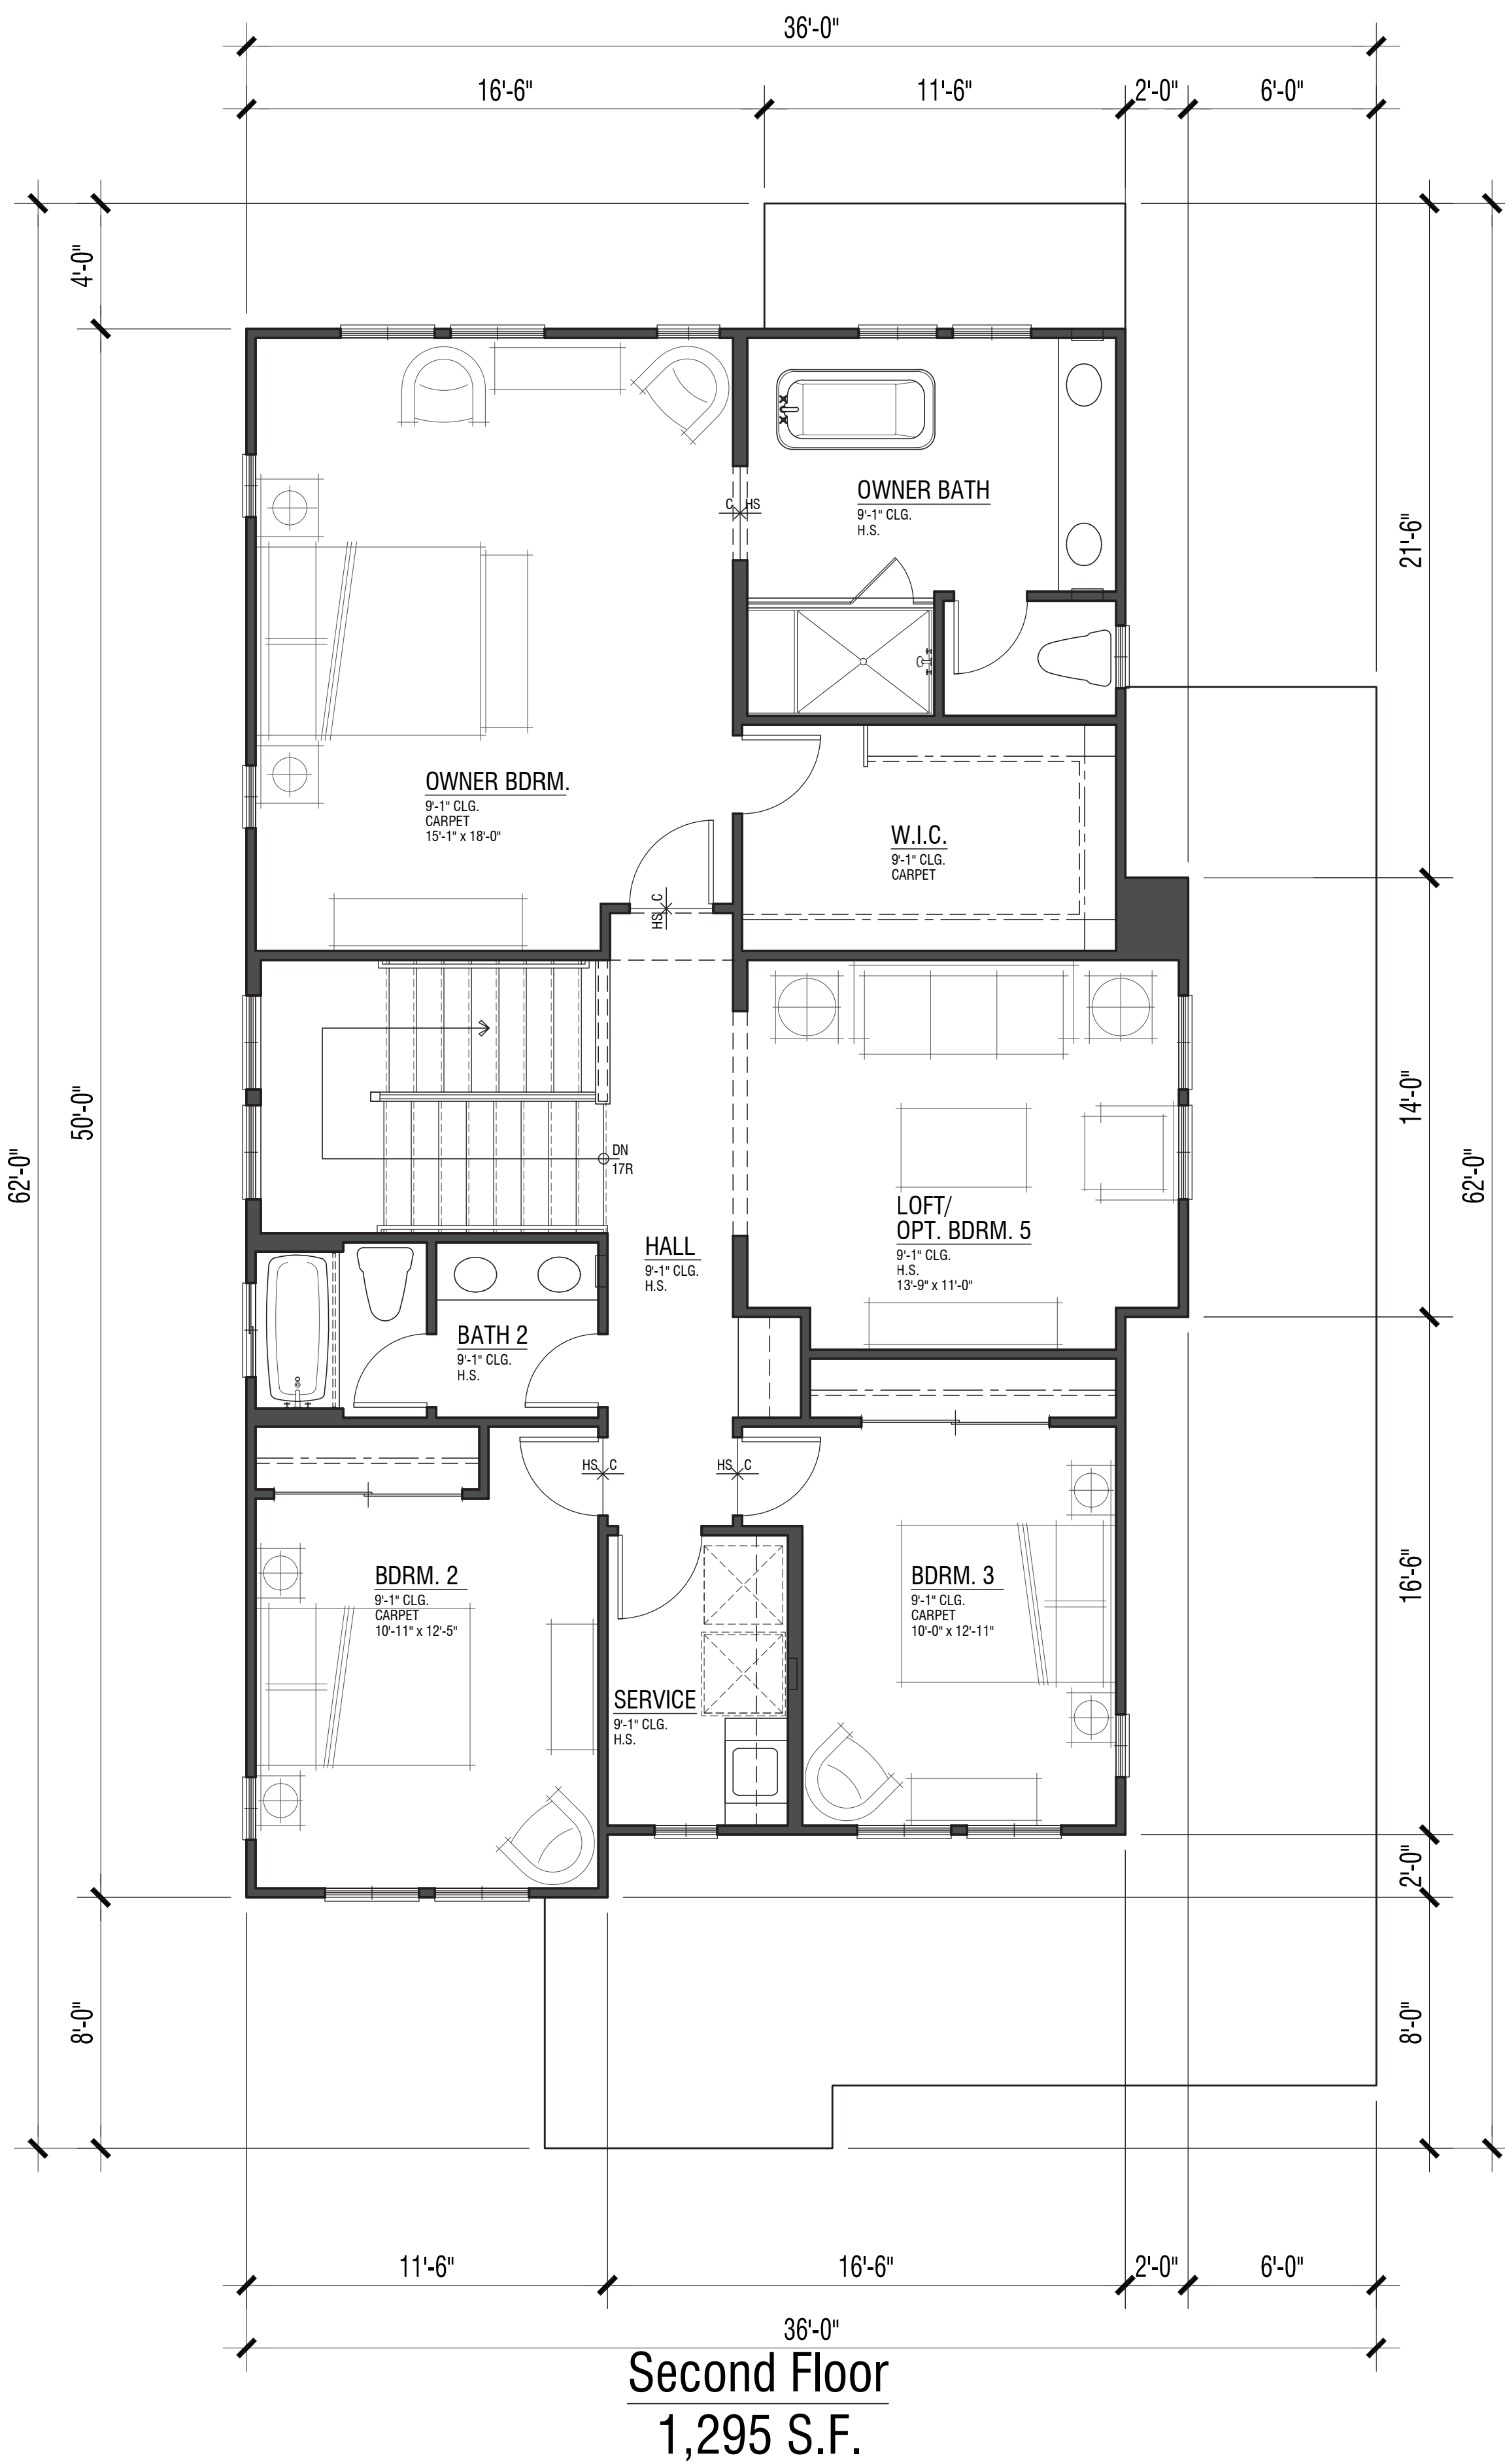 36'-0"
16'-6"
11'-6"
2'-0"
6'-0"
4'-0"
50'-0"
62'-0"
8'-0"
21'-6"
14'-0"
62'-0"
16'-6"
2'-0"
8'-0"
OWNER BATH
9'-1" CLG.
H.S.
C HS
OWNER BDRM.
9'-1" CLG.
CARPET
15'-1" x 18'-0"
W.I.C.
9'-1" CLG.
CARPET
HS C
DN
17R
LOFT/
OPT. BDRM. 5
9'-1" CLG.
H.S.
13'-9" x 11'-0"
HALL
9'-1" CLG.
H.S.
BATH 2
9'-1" CLG.
H.S.
HS C
HS C
BDRM. 2
9'-1" CLG.
CARPET
10'-11" x 12'-5"
BDRM. 3
9'-1" CLG.
CARPET
10'-0" x 12'-11"
SERVICE
9'-1" CLG.
H.S.
11'-6"
16'-6"
2'-0"
6'-0"
36'-0"
Second Floor
1,295 S.F.